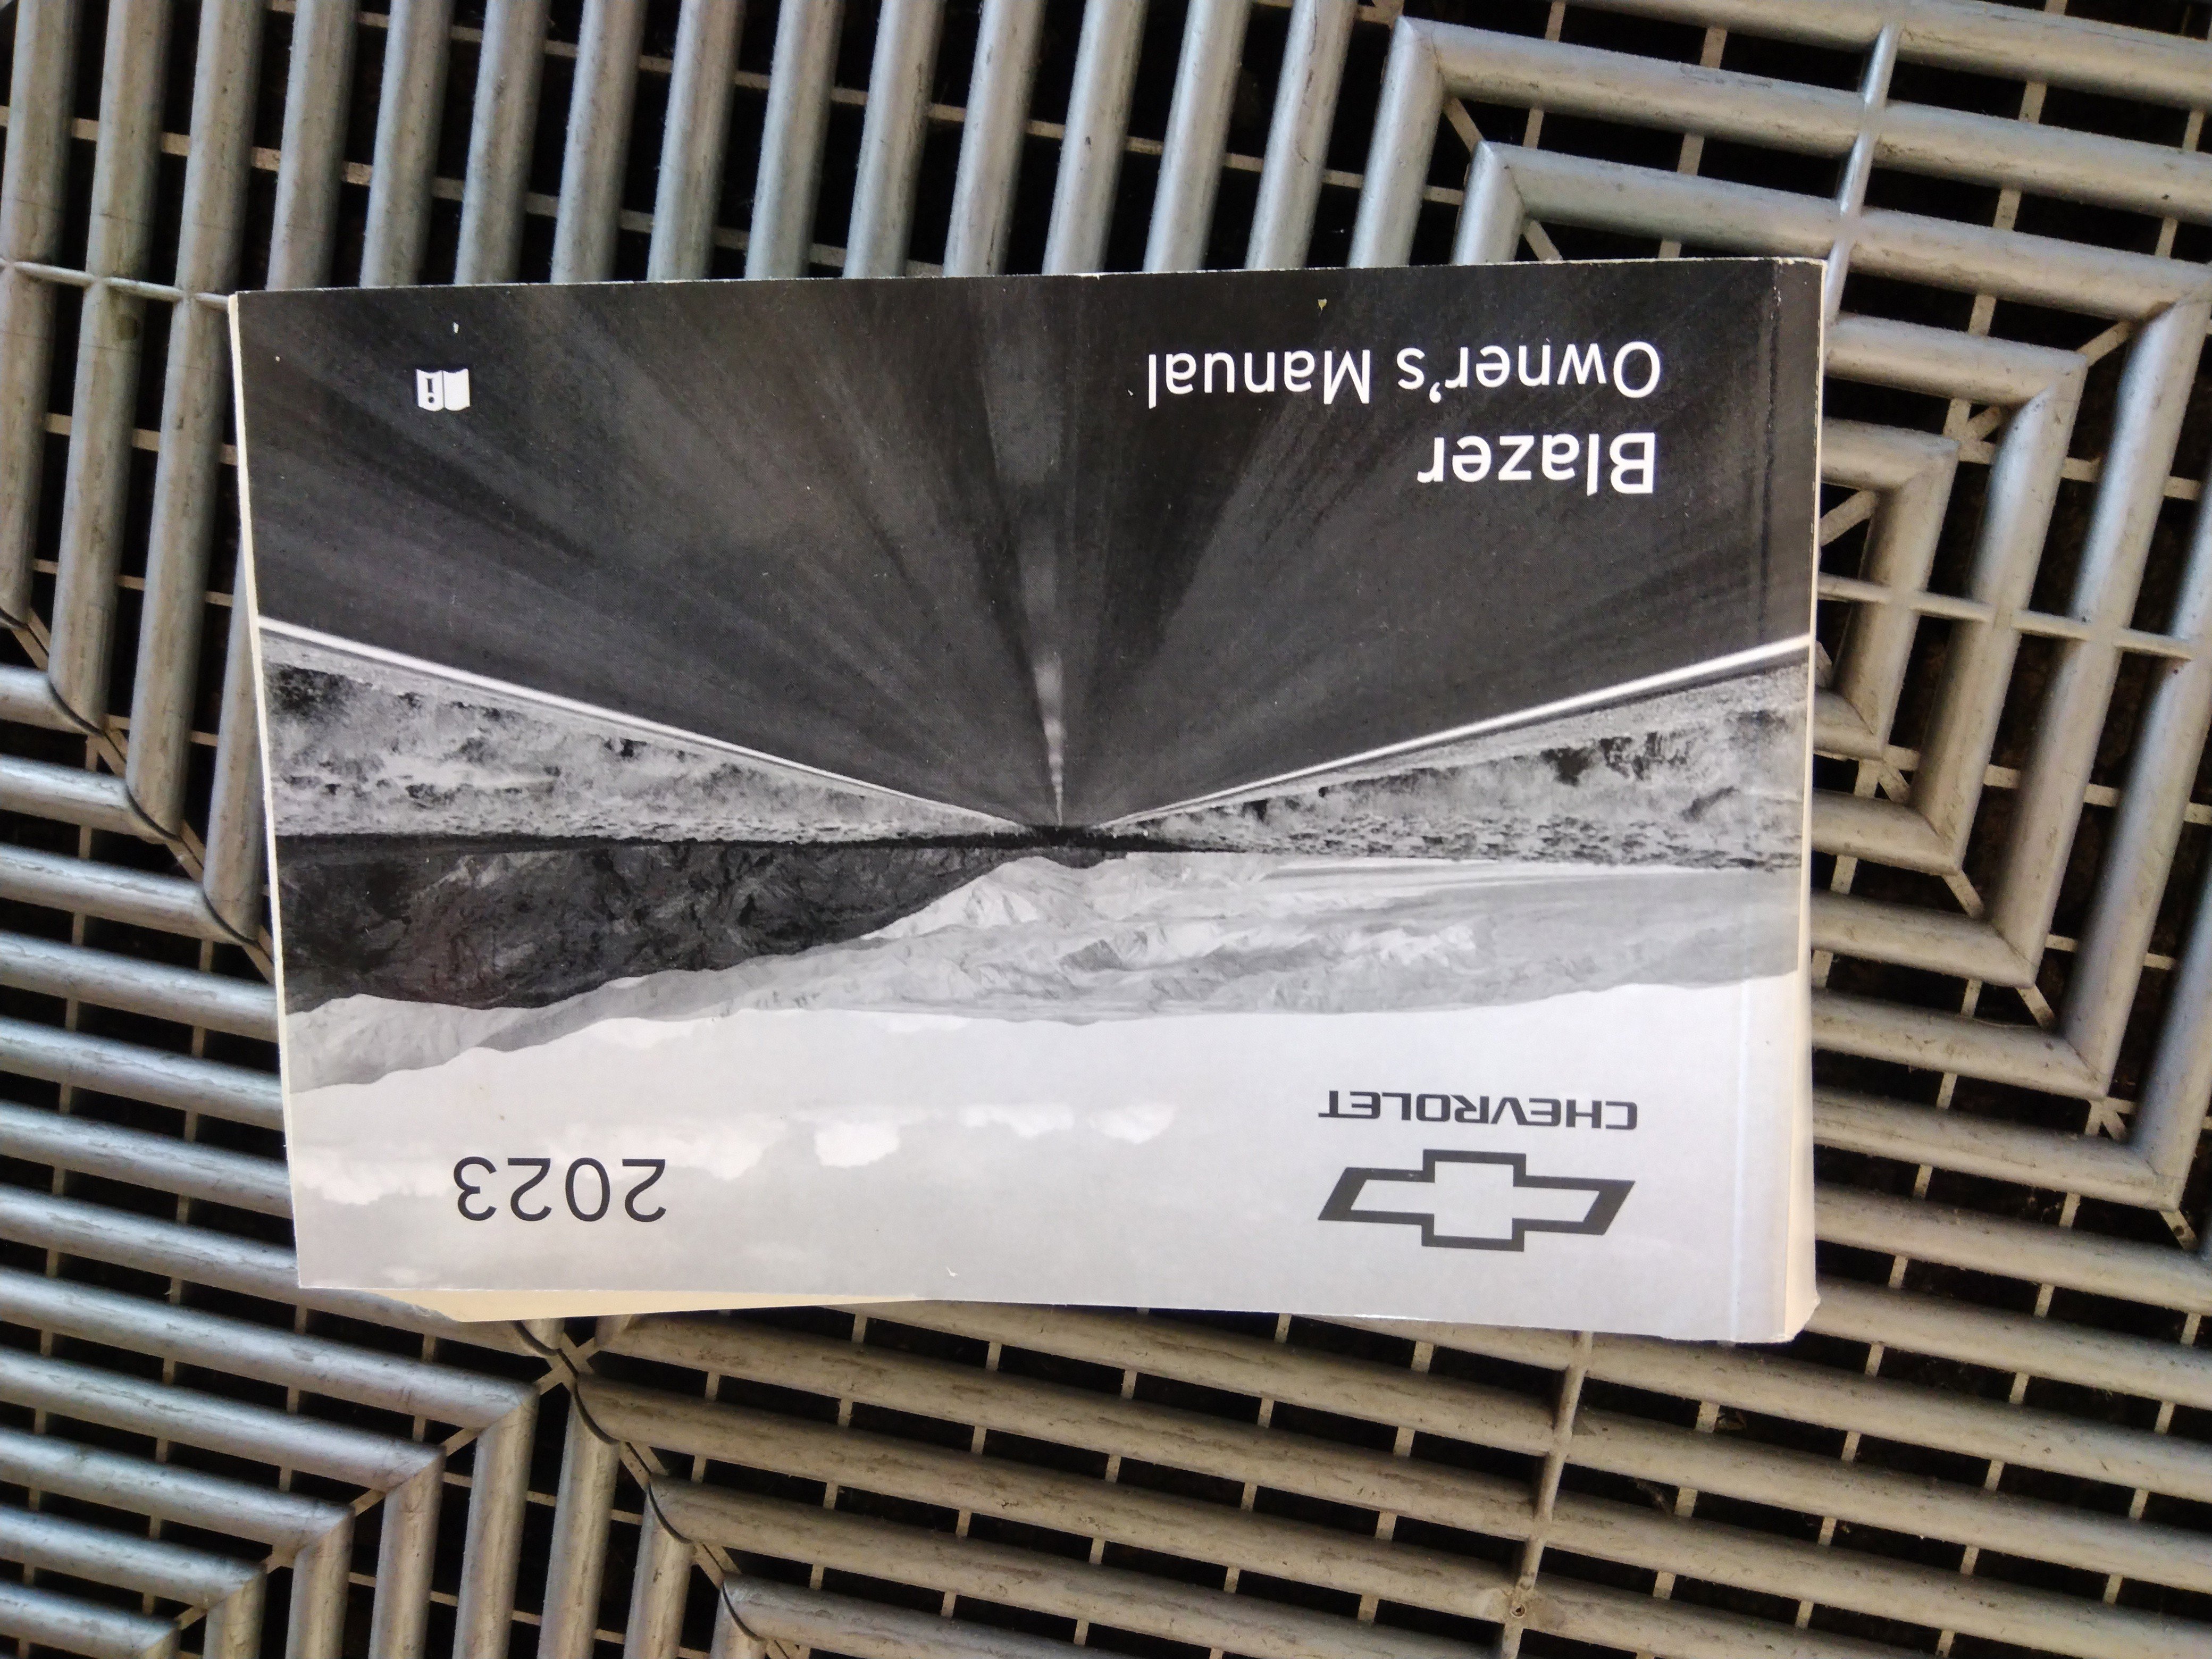 2023
CHEVROLET
Blazer
Owner's Manual